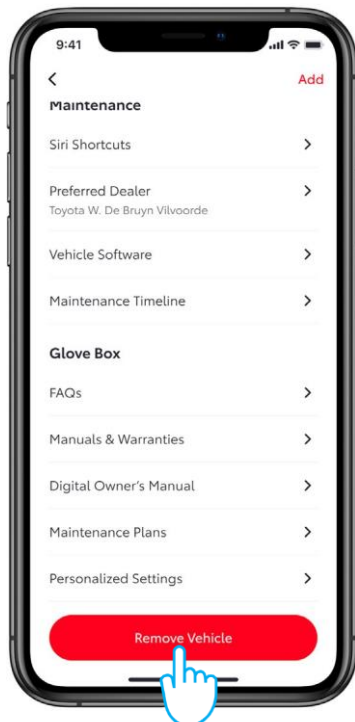 9:41
Add
Maintenance
Siri Shortcuts
Preferred Dealer
Toyota W. De Bruyn Vilvoorde
Vehicle Software
Maintenance Timeline
Glove Box
FAQs
Manuals & Warranties
Digital Owner's Manual
Maintenance Plans
Personalized Settings
Remove Vehicle